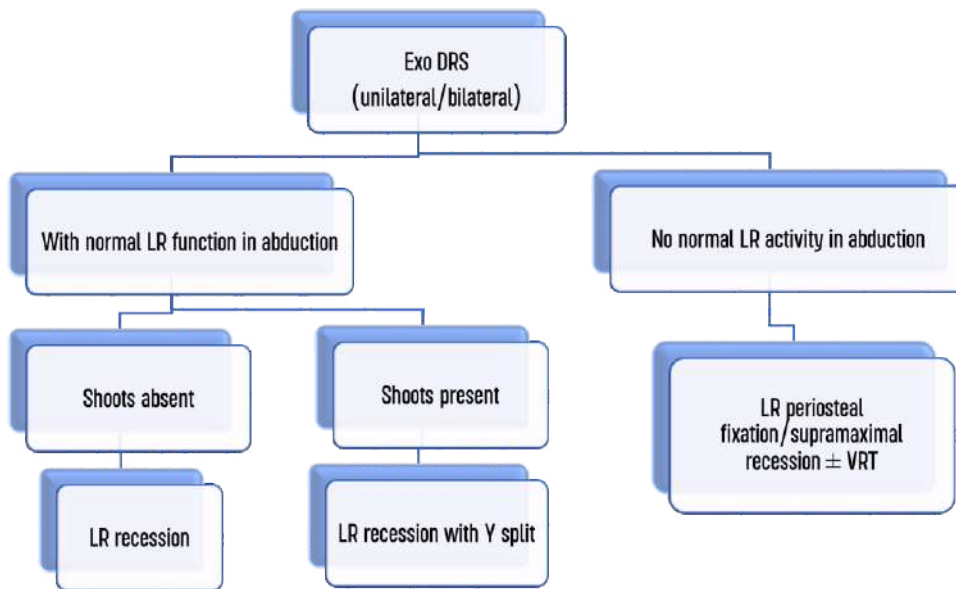 Exo DRS
(unilateral/bilateral)
With normal LR function in abduction
No normal LR activity in abduction
Shoots absent
Shoots present
LR periosteal
fixation/supramaximal
recession ± VRT
LR recession
LR recession with Y split